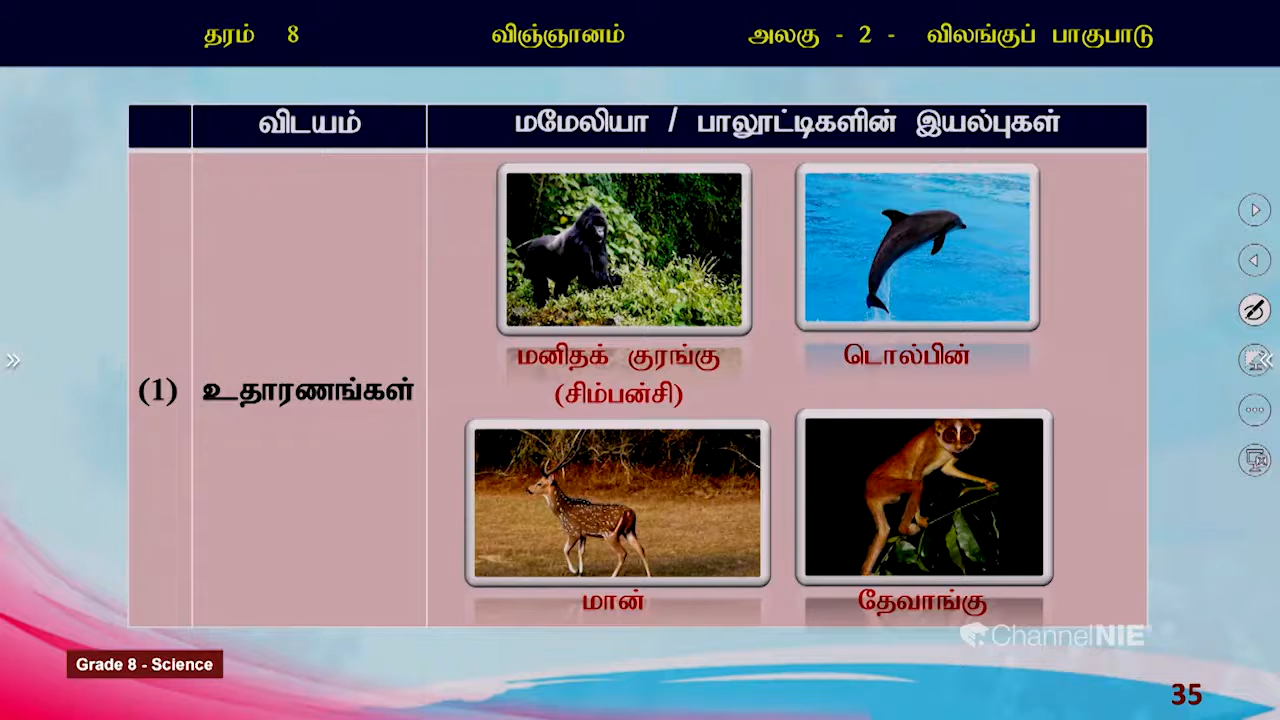 தரம் 8 விஞ்ஞானம் அலகு - 2 - விலங்குப் பாகுபாடு
விடயம் மமேலியா / பாலூட்டிகளின் இயல்புகள்
மனிதக் குரங்கு
(சிம்பன்சி)
டொல்பின்
(1) உதாரணங்கள்
மான்
தேவாங்கு
ChannelNIE
Grade 8 - Science
35